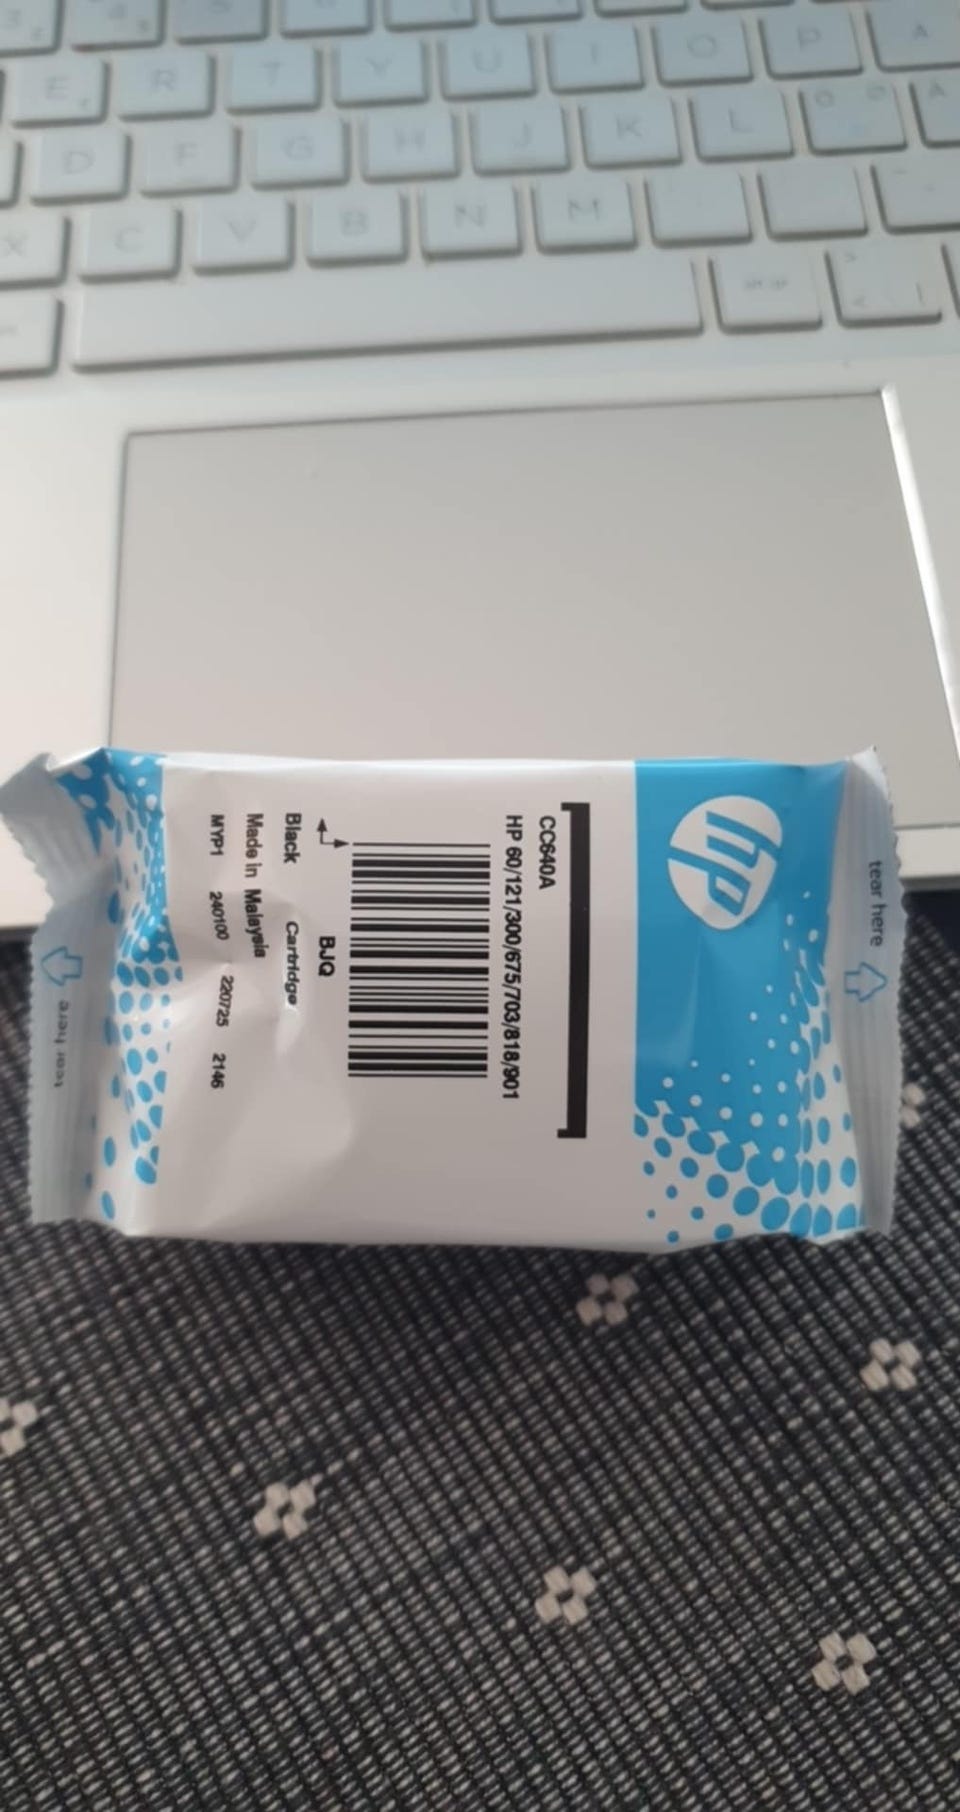 E R T Y U I O P Å
D F G H J K L
X C V B N M
tear here
hp
CC640A
HP 60/121/300/675/703/818/901
BJQ
Black Cartridge
Made in Malaysia
MYP1 240100 220725 2146
tear here